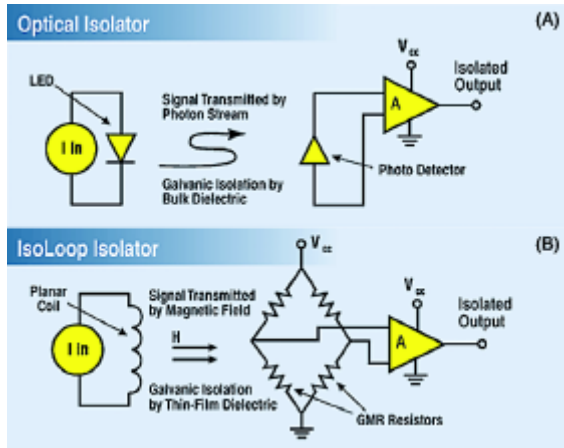 Optical Isolator
(A)
LED
I In
Signal Transmitted by
Photon Stream
Galvanic Isolation by
Bulk Dielectric
Vcc
A
Isolated
Output
Photo Detector
IsoLoop Isolator
(B)
Planar
Coil
I In
Signal Transmitted
by Magnetic Field
H
Galvanic Isolation
by Thin-Film Dielectric
Vcc
Vcc
A
Isolated
Output
GMR Resistors